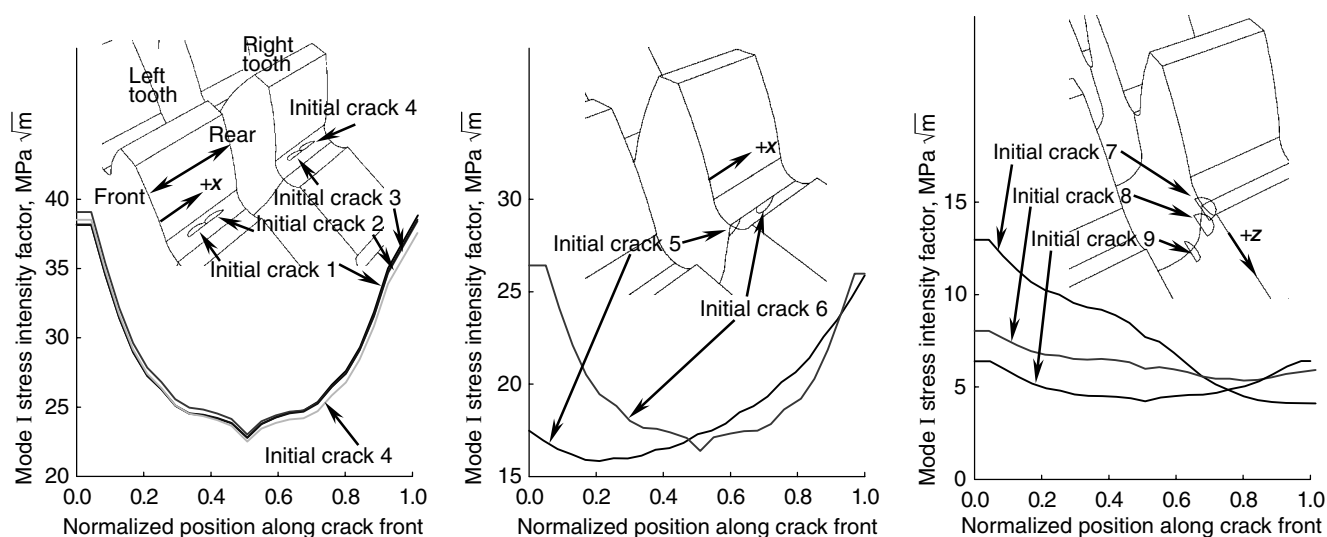 Mode I stress intensity factor, MPa √m
40
35
30
25
20
0.0 0.2 0.4 0.6 0.8 1.0
Normalized position along crack front
Right
tooth
Left
tooth
Initial crack 4
Rear
+x
Front
Initial crack 3
Initial crack 2
Initial crack 1
Initial crack 4
Mode I stress intensity factor, MPa √m
30
25
20
15
0.0 0.2 0.4 0.6 0.8 1.0
Normalized position along crack front
+x
Initial crack 5
Initial crack 6
Mode I stress intensity factor, MPa √m
15
10
5
0
0.0 0.2 0.4 0.6 0.8 1.0
Normalized position along crack front
Initial crack 7
Initial crack 8
Initial crack 9
+z